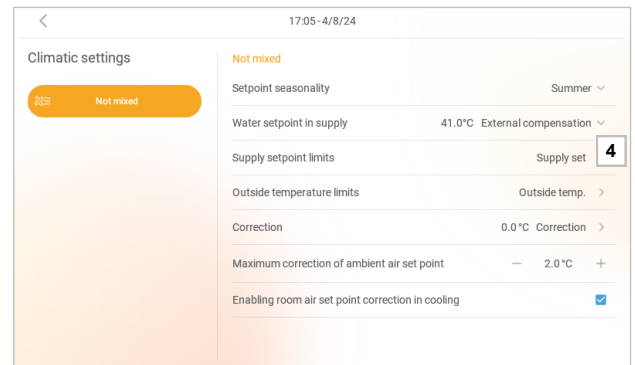 17:05-4/8/24
Climatic settings
Not mixed
Not mixed
Setpoint seasonality Summer
Water setpoint in supply 41.0°C External compensation
Supply setpoint limits Supply set 4
Outside temperature limits Outside temp.
Correction 0.0°C Correction
Maximum correction of ambient air set point − 2.0°C +
Enabling room air set point correction in cooling